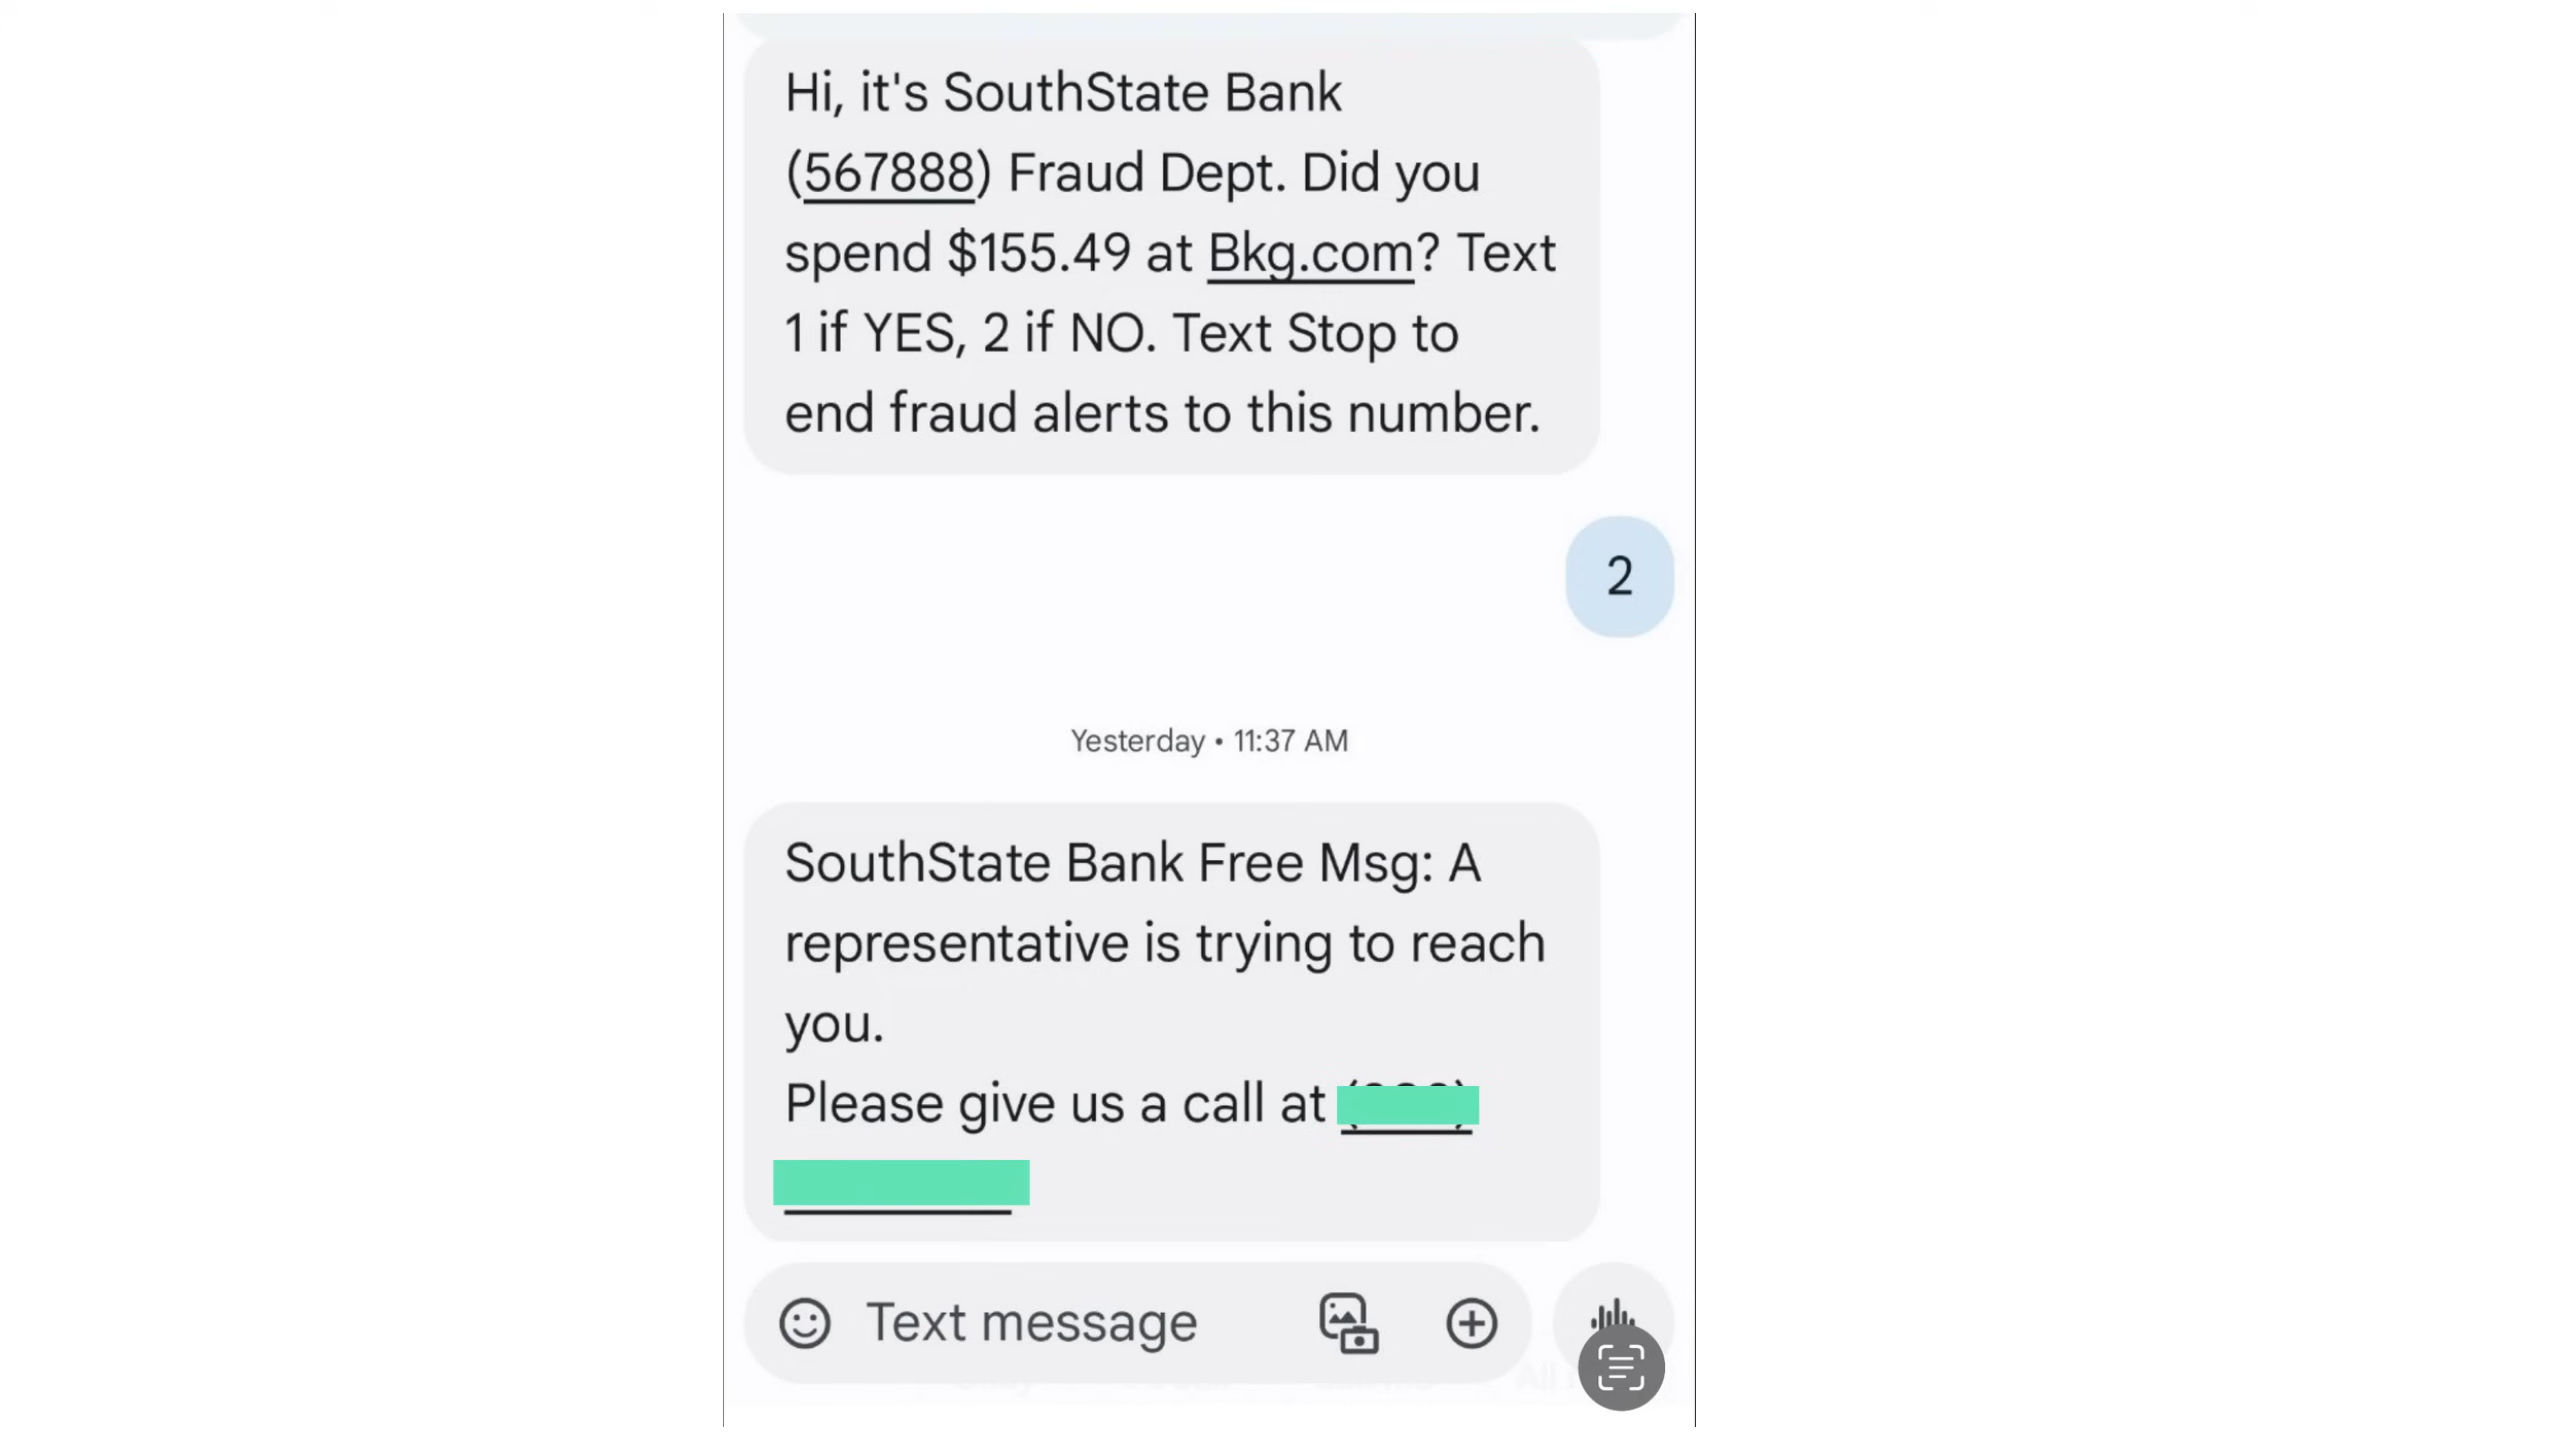 Hi, it's SouthState Bank
(567888) Fraud Dept. Did you
spend $155.49 at Bkg.com? Text
1 if YES, 2 if NO. Text Stop to
end fraud alerts to this number.
2
Yesterday • 11:37 AM
SouthState Bank Free Msg: A
representative is trying to reach
you.
Please give us a call at
Text message